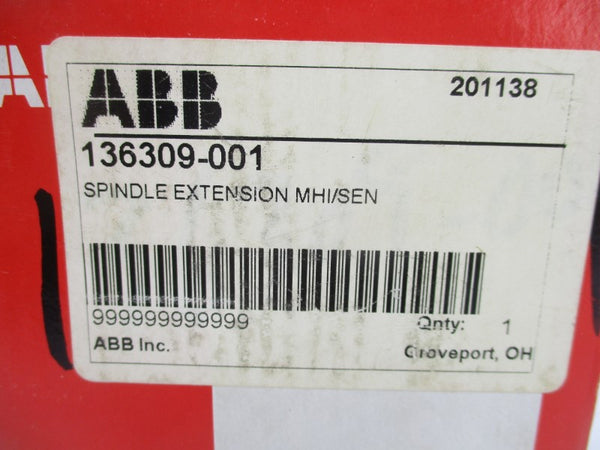 ABB
201138
136309-001
SPINDLE EXTENSION MHI/SEN
999999999999
Qnty: 1
ABB Inc.
Groveport, OH